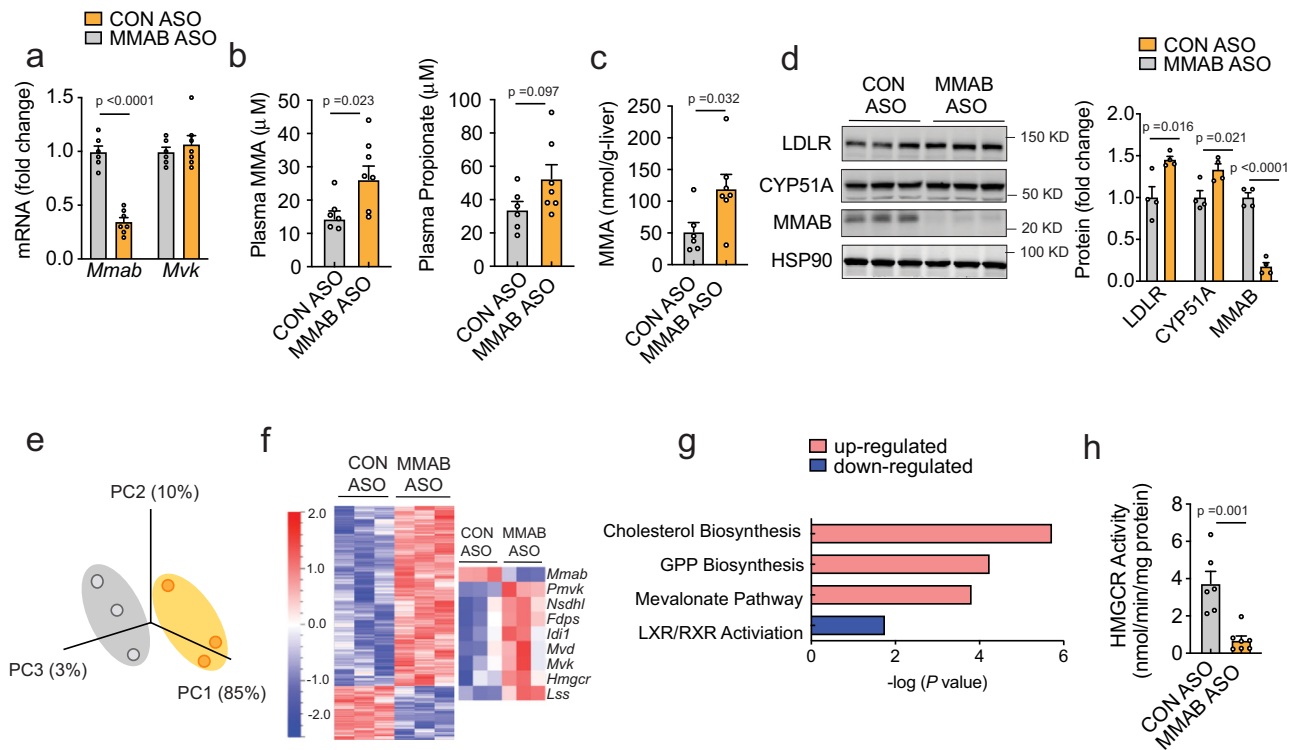 CON ASO
MMAB ASO
a
mRNA (fold change)
1.5
1.0
0.5
0.0
p <0.0001
Mmab
Mvk
b
Plasma MMA (μ M)
50
40
30
20
10
0
p =0.023
CON ASO
MMAB ASO
Plasma Propionate (μM)
100
80
60
40
20
0
p =0.097
CON ASO
MMAB ASO
c
MMA (nmol/g-liver)
250
200
150
100
50
0
p =0.032
CON ASO
MMAB ASO
d
CON
ASO
MMAB
ASO
LDLR
CYP51A
MMAB
HSP90
150 KD
50 KD
20 KD
100 KD
CON ASO
MMAB ASO
Protein (fold change)
2.0
1.5
1.0
0.5
0.0
p =0.016
p =0.021
p <0.0001
LDLR
CYP51A
MMAB
e
PC2 (10%)
PC3 (3%)
PC1 (85%)
f
CON
ASO
MMAB
ASO
2.0
1.0
0.0
-1.0
-2.0
CON
ASO
MMAB
ASO
Mmab
Pmvk
Nsdhl
Fdps
Idi1
Mvd
Mvk
Hmgcr
Lss
g
up-regulated
down-regulated
Cholesterol Biosynthesis
GPP Biosynthesis
Mevalonate Pathway
LXR/RXR Activiation
0
2
4
6
-log (P value)
h
HMGCR Activity
(nmol/min/mg protein)
8
6
4
2
0
p =0.001
CON ASO
MMAB ASO